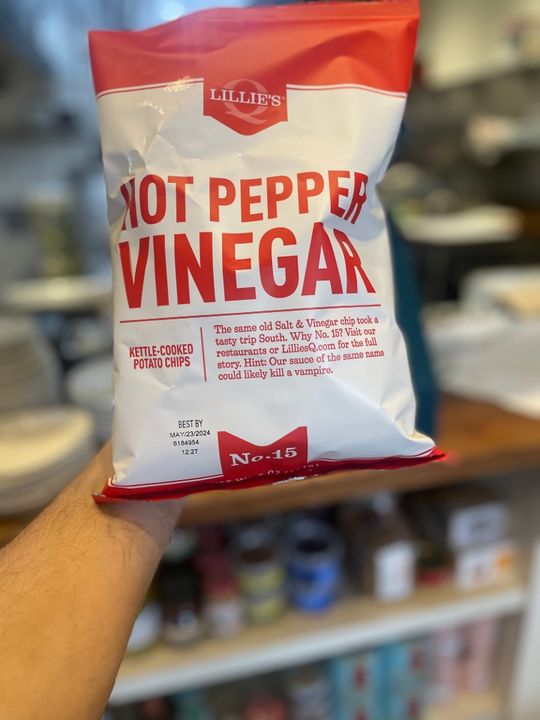 LILLIE'S
Q
HOT PEPPER
VINEGAR
KETTLE-COOKED
POTATO CHIPS
The same old Salt & Vinegar chip took a
tasty trip South. Why No. 15? Visit our
restaurants or LilliesQ.com for the full
story. Hint: Our sauce of the same name
could likely kill a vampire.
BEST BY
MAY/23/2024
6184954
12:27
No. 15